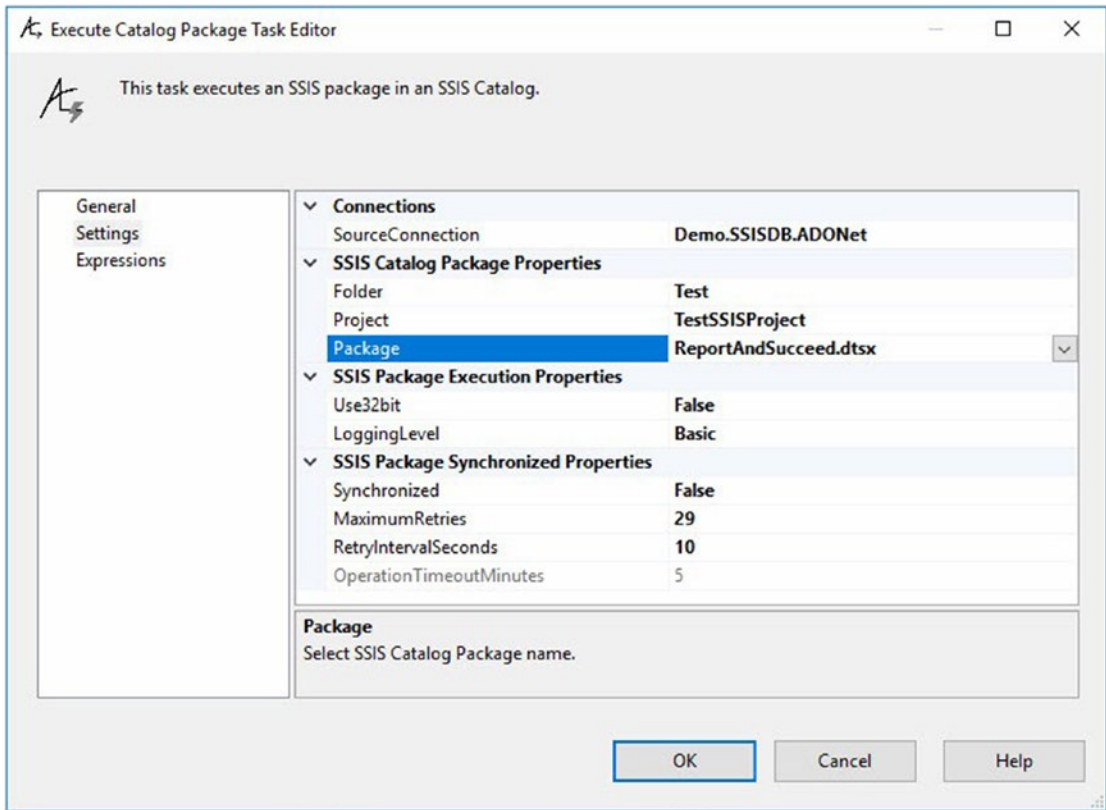 Execute Catalog Package Task Editor
This task executes an SSIS package in an SSIS Catalog.
General
Settings
Expressions
Connections
SourceConnection Demo.SSISDB.ADONet
SSIS Catalog Package Properties
Folder Test
Project TestSSISProject
Package ReportAndSucceed.dtsx
SSIS Package Execution Properties
Use32bit False
LoggingLevel Basic
SSIS Package Synchronized Properties
Synchronized False
MaximumRetries 29
RetryIntervalSeconds 10
OperationTimeoutMinutes 5
Package
Select SSIS Catalog Package name.
OK Cancel Help